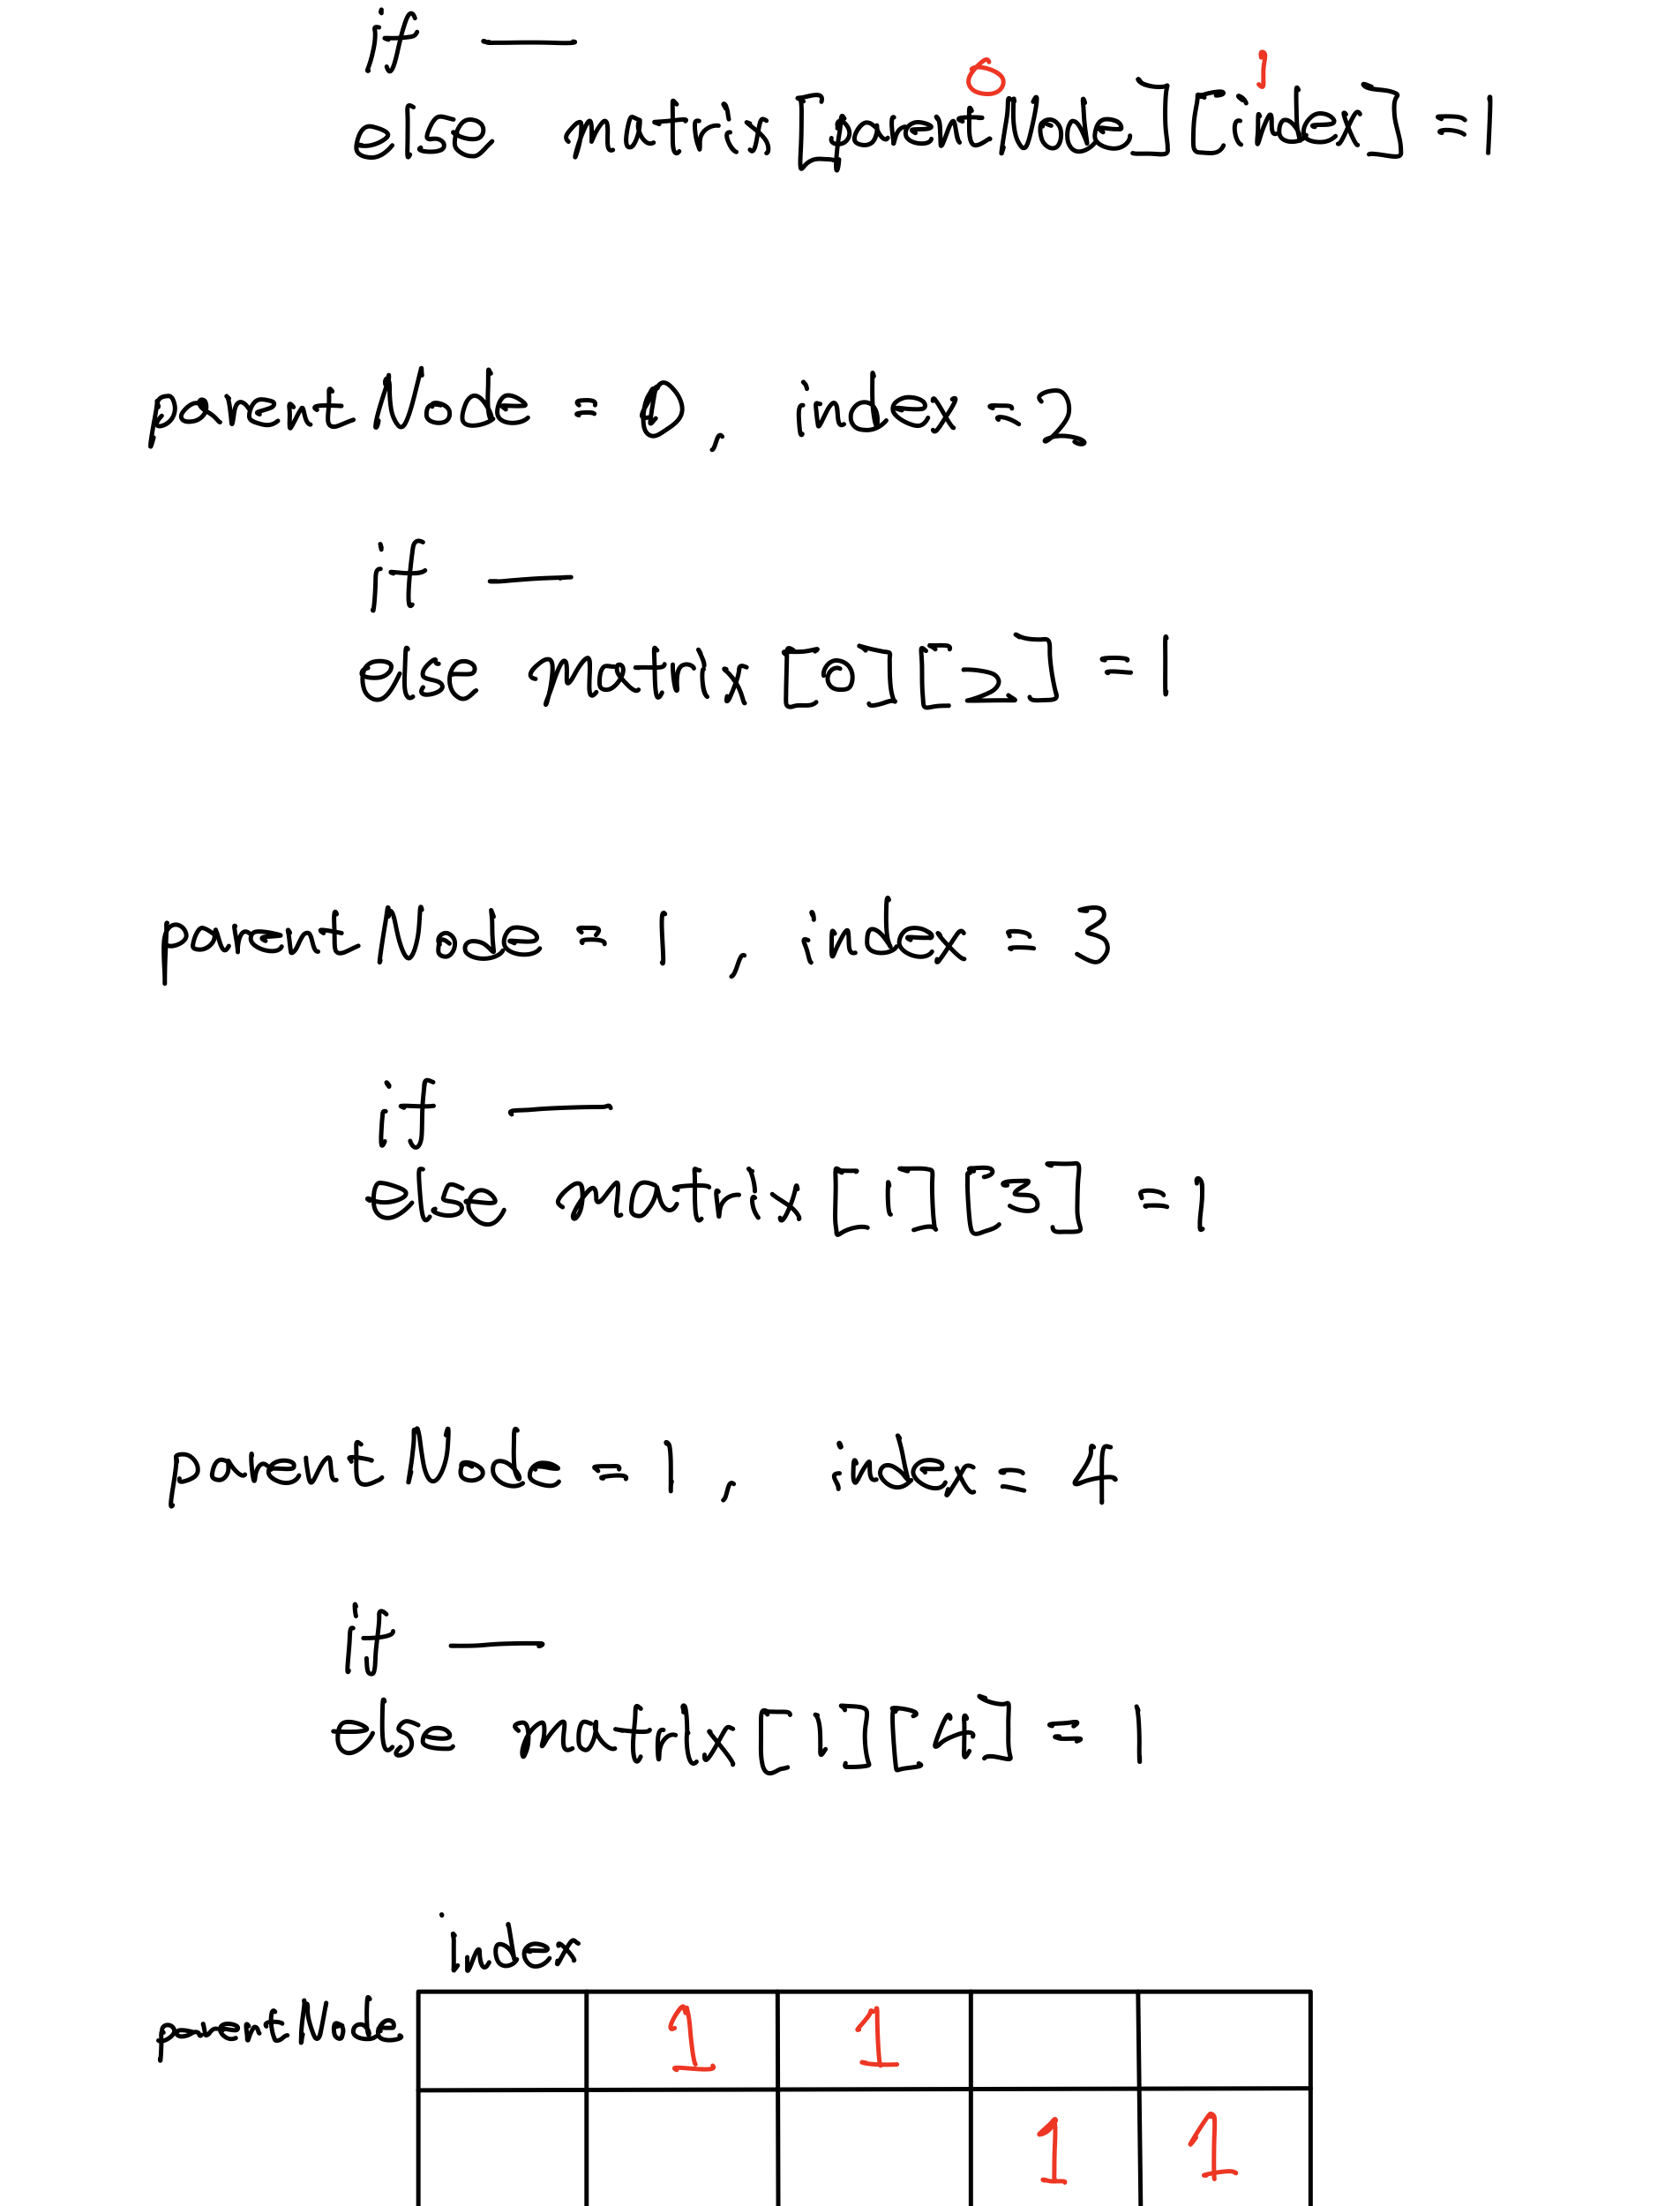 if —
0 1
else matrix[parentNode][index] = 1
parentNode = 0, index = 2
if —
else matrix[0][2] = 1
parentNode = 1, index = 3
if —
else matrix[1][3] = 1
parentNode = 1, index = 4
if —
else matrix[1][4] = 1
index
parentNode
1 1
1 1